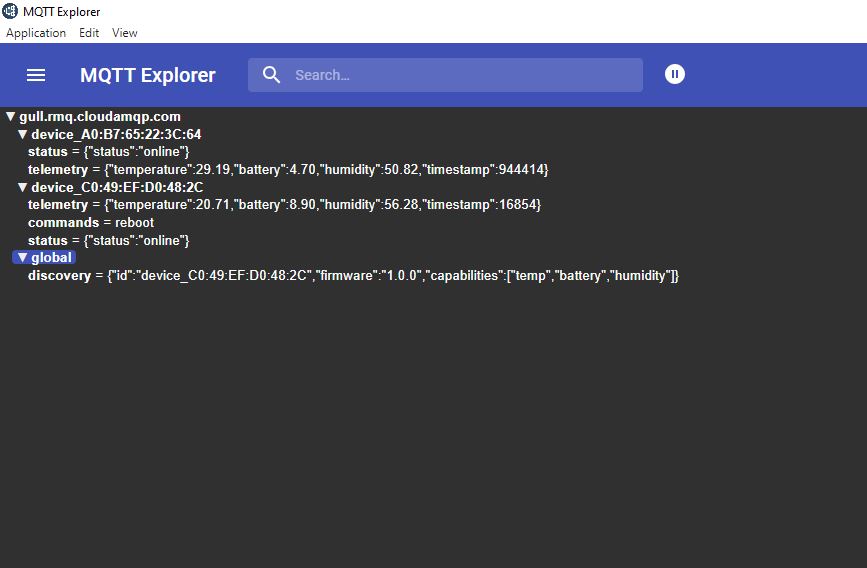 MQTT Explorer
Application Edit View
MQTT Explorer Search...
▼ gull.rmq.cloudamqp.com
▼ device_A0:B7:65:22:3C:64
status = {"status":"online"}
telemetry = {"temperature":29.19,"battery":4.70,"humidity":50.82,"timestamp":944414}
▼ device_C0:49:EF:D0:48:2C
telemetry = {"temperature":20.71,"battery":8.90,"humidity":56.28,"timestamp":16854}
commands = reboot
status = {"status":"online"}
▼ global
discovery = {"id":"device_C0:49:EF:D0:48:2C","firmware":"1.0.0","capabilities":["temp","battery","humidity"]}